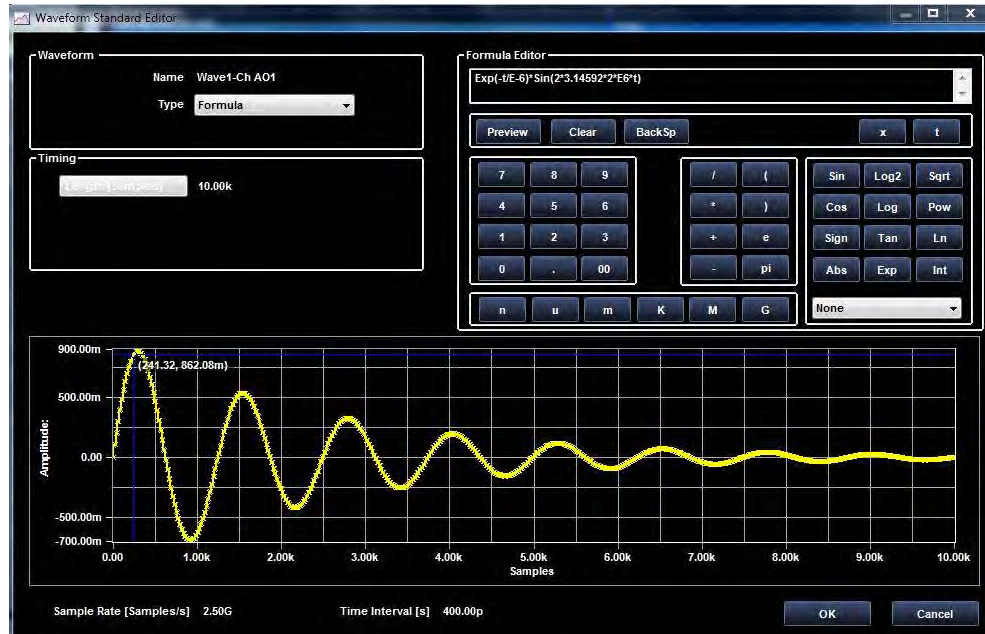 Waveform Standard Editor
Waveform
Name Wave1-Ch AO1
Type Formula
Timing
Length [Samples] 10.00k
Formula Editor
Exp(-t/E-6)*Sin(2*3.14592*2*E6*t)
Preview Clear BackSp x t
7 8 9 / ( Sin Log2 Sqrt
4 5 6 * ) Cos Log Pow
1 2 3 + e Sign Tan Ln
0 . 00 - pi Abs Exp Int
n u m K M G None
900.00m
(241.32, 862.08m)
500.00m
Amplitude:
0.00
-500.00m
-700.00m
0.00 1.00k 2.00k 3.00k 4.00k 5.00k 6.00k 7.00k 8.00k 9.00k 10.00k
Samples
Sample Rate [Samples/s] 2.50G Time Interval [s] 400.00p OK Cancel